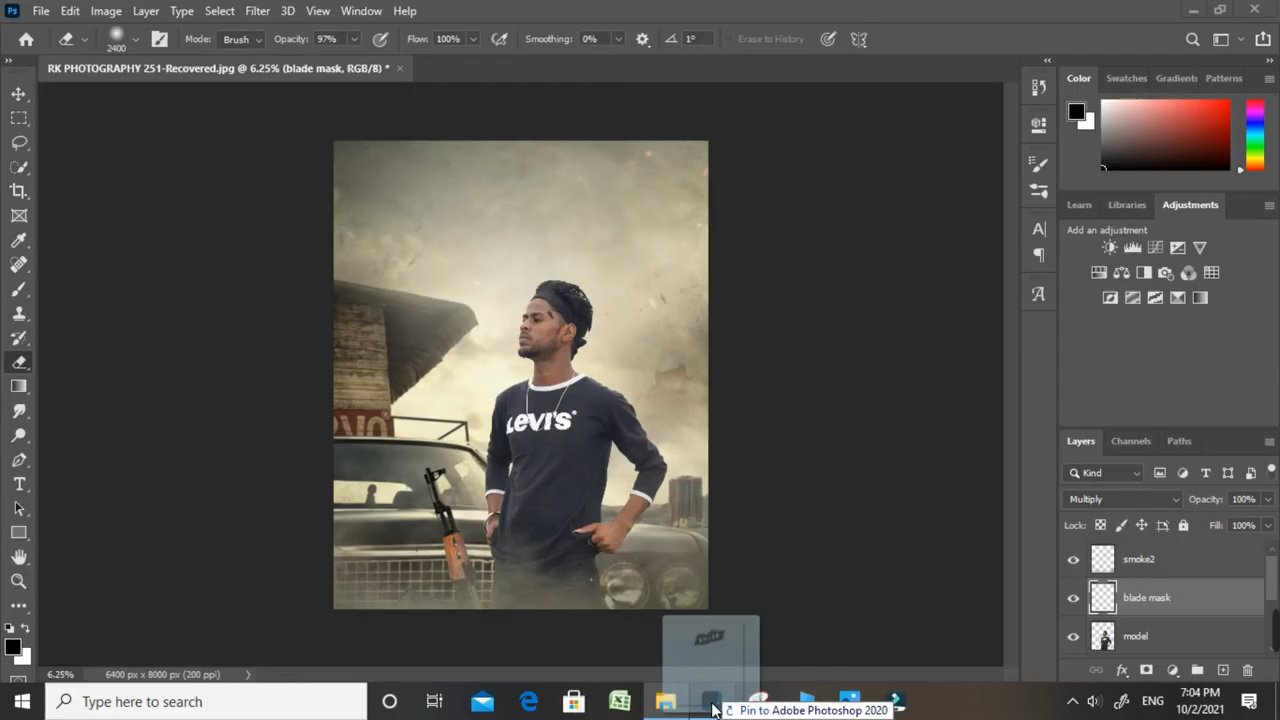 Ps File Edit Image Layer Type Select Filter 3D View Window Help
2400 Mode: Brush Opacity: 97% Flow: 100% Smoothing: 0% 1° Erase to History
RK PHOTOGRAPHY 251-Recovered.jpg @ 6.25% (blade mask, RGB/8) * ×
Color Swatches Gradients Patterns
Learn Libraries Adjustments
Add an adjustment
Levi's
VO
Layers Channels Paths
Kind
Multiply Opacity: 100%
Lock: Fill: 100%
smoke2
blade mask
model
6.25% 6400 px x 8000 px (200 ppi)
Type here to search
Pin to Adobe Photoshop 2020
ENG
7:04 PM
10/2/2021